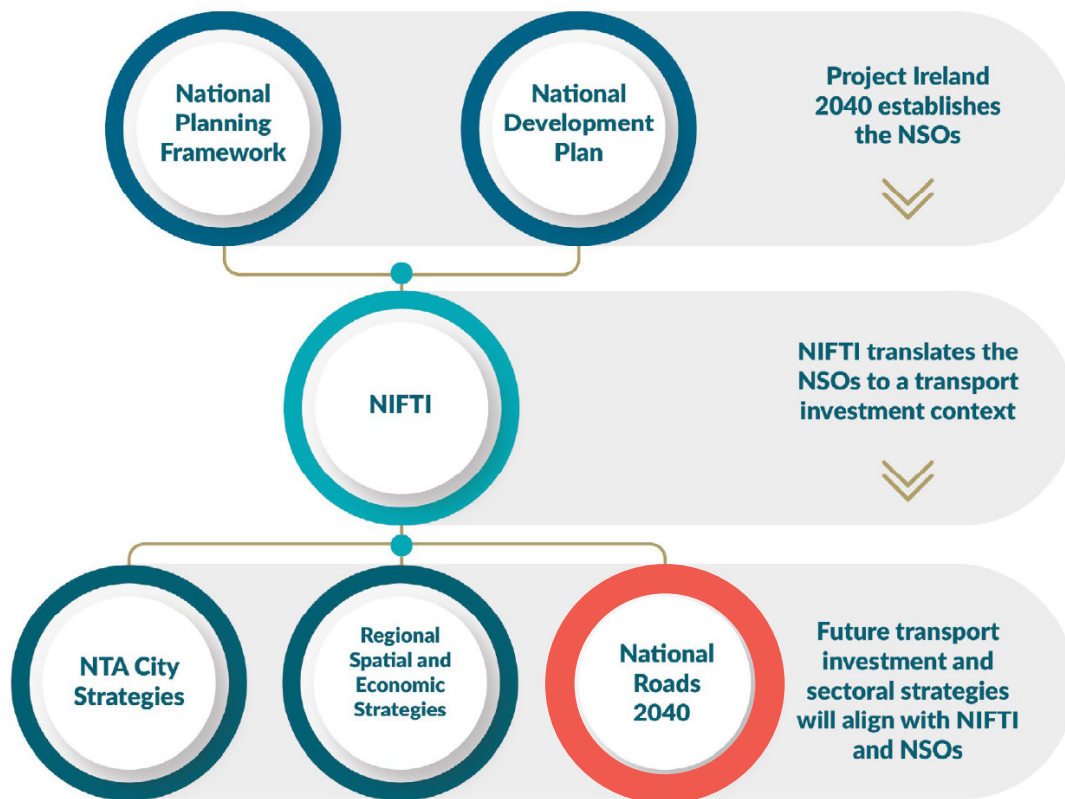 National
Planning
Framework
National
Development
Plan
Project Ireland
2040 establishes
the NSOs
NIFTI
NIFTI translates the
NSOs to a transport
investment context
NTA City
Strategies
Regional
Spatial and
Economic
Strategies
National
Roads
2040
Future transport
investment and
sectoral strategies
will align with NIFTI
and NSOs